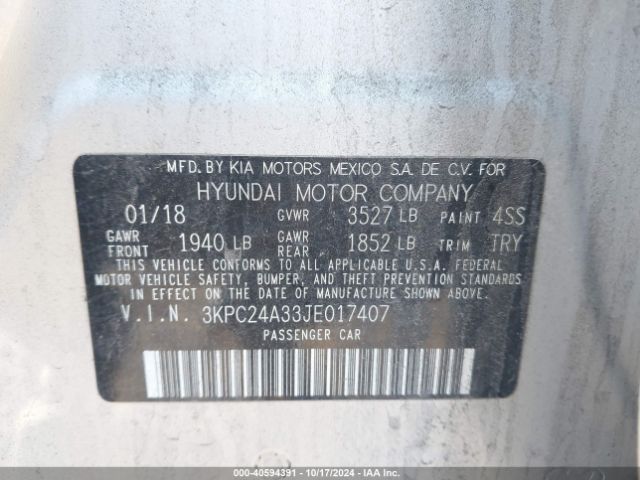 MFD. BY KIA MOTORS MEXICO S.A. DE C.V. FOR
HYUNDAI MOTOR COMPANY
01/18 GVWR 3527 LB PAINT 4SS
GAWR FRONT 1940 LB GAWR REAR 1852 LB TRIM TRY
THIS VEHICLE CONFORMS TO ALL APPLICABLE U.S.A. FEDERAL
MOTOR VEHICLE SAFETY, BUMPER, AND THEFT PREVENTION STANDARDS
IN EFFECT ON THE DATE OF MANUFACTURE SHOWN ABOVE.
V.I.N. 3KPC24A33JE017407
PASSENGER CAR
000-40594391 - 10/17/2024 - IAA Inc.